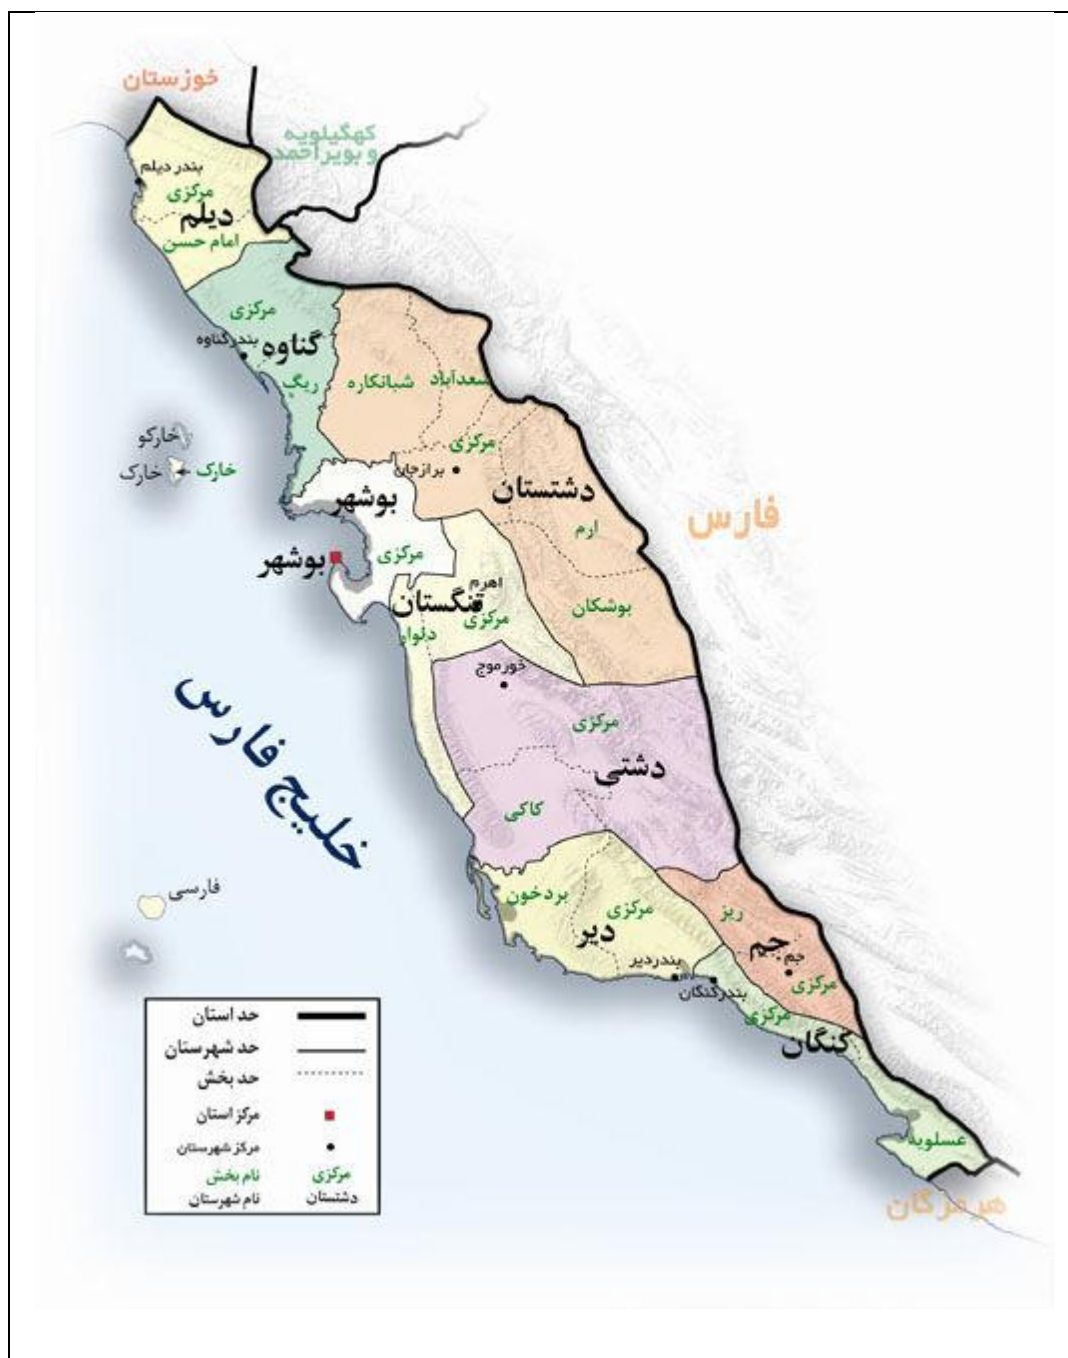 خوزستان
کهگیلویه
و بویراحمد
بندر دیلم
مرکزی
دیلم
امام حسن
مرکزی
گناوه
بندرگناوه
ریگ
شبانکاره
سعدآباد
مرکزی
برازجان
دشتستان
ارم
بوشکان
فارس
خارکو
خارک
خارک
بوشهر
مرکزی
بوشهر
اهرم
تنگستان
مرکزی
دلوار
خورموج
مرکزی
دشتی
کاکی
خلیج فارس
فارسی
بردخون
مرکزی
دیر
بندردیر
ریز
جم
جم
مرکزی
بندرکنگان
مرکزی
کنگان
عسلویه
هرمزگان
حد استان
حد شهرستان
حد بخش
مرکز استان
مرکز شهرستان
نام بخش مرکزی
نام شهرستان دشتستان